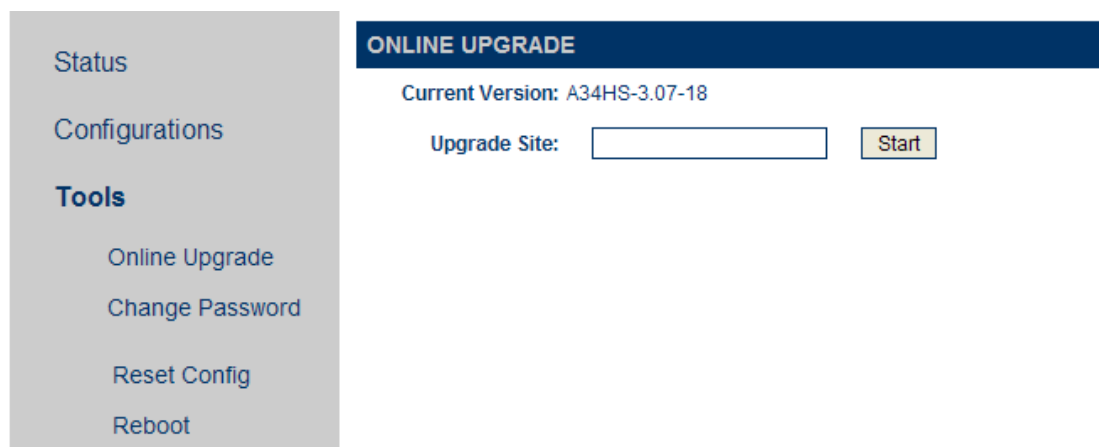 Status
Configurations
Tools
Online Upgrade
Change Password
Reset Config
Reboot
ONLINE UPGRADE
Current Version: A34HS-3.07-18
Upgrade Site:
Start